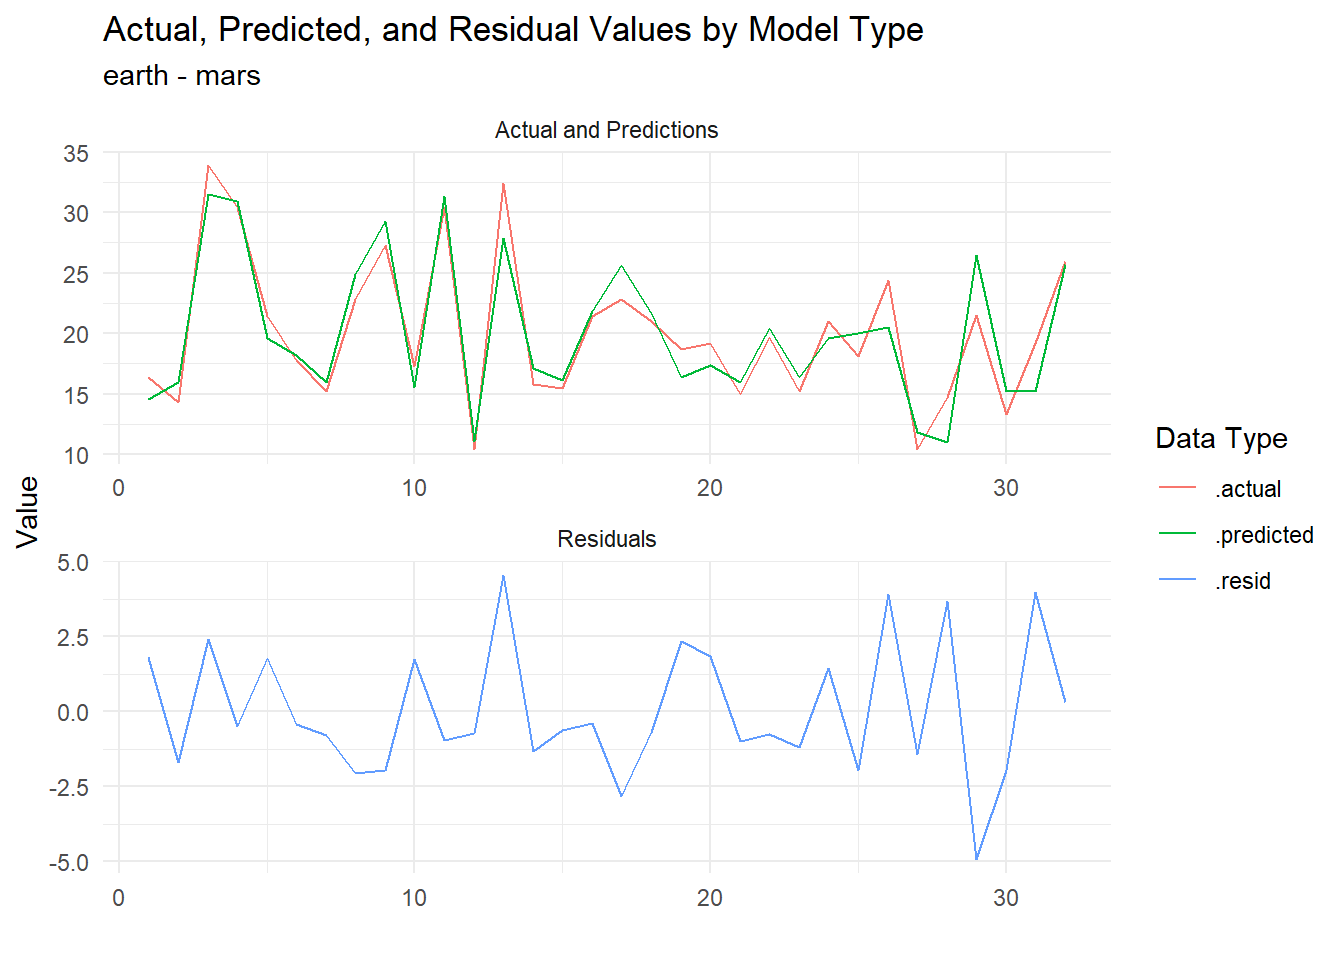 Actual, Predicted, and Residual Values by Model Type
earth - mars
Actual and Predictions
35
30
25
20
15
10
0 10 20 30
Value
Residuals
5.0
2.5
0.0
-2.5
-5.0
0 10 20 30
Data Type
.actual
.predicted
.resid